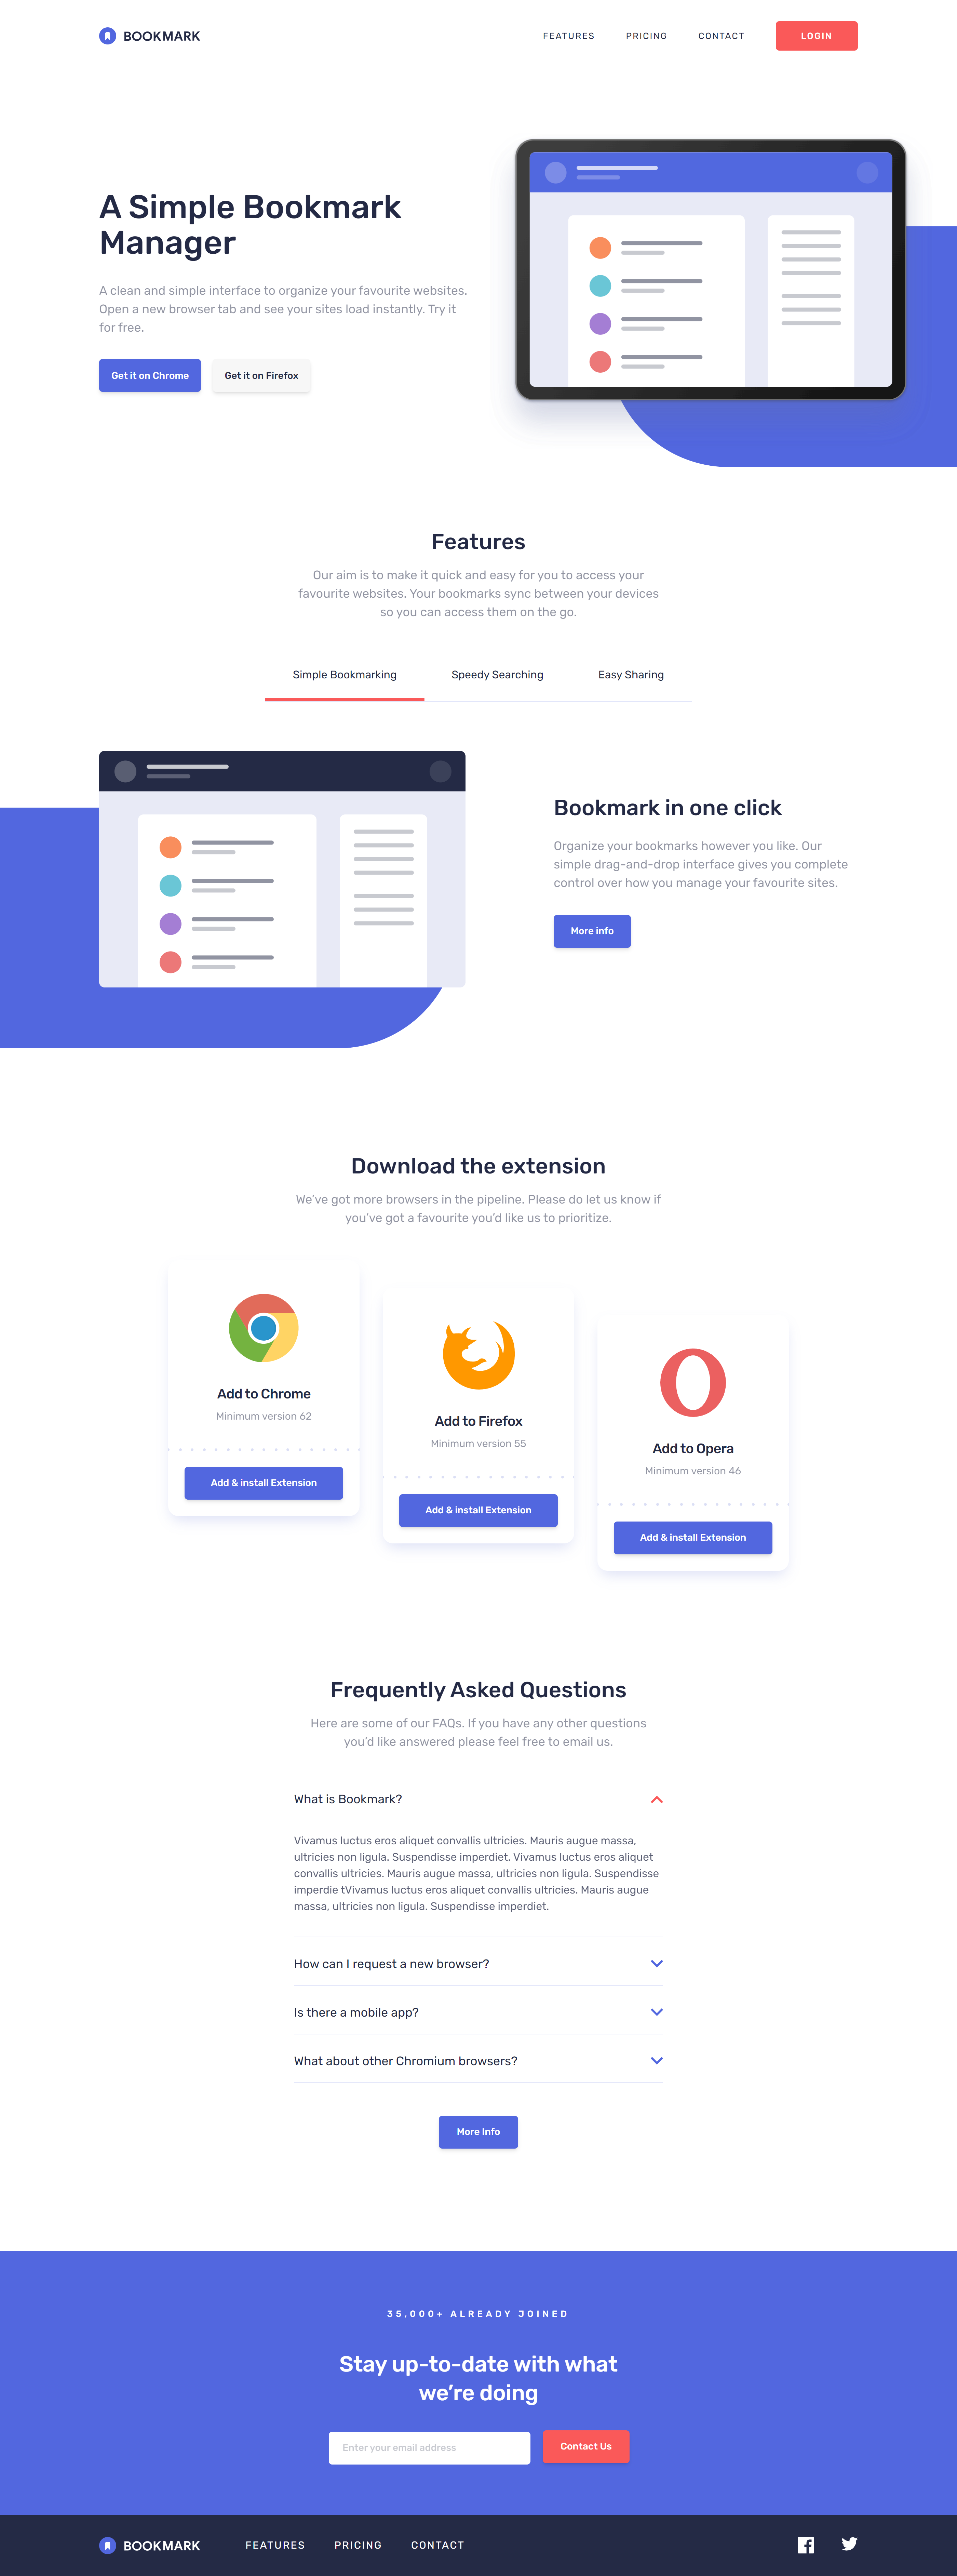 BOOKMARK
FEATURES
PRICING
CONTACT
LOGIN
A Simple Bookmark
Manager
A clean and simple interface to organize your favourite websites.
Open a new browser tab and see your sites load instantly. Try it
for free.
Get it on Chrome
Get it on Firefox
Features
Our aim is to make it quick and easy for you to access your
favourite websites. Your bookmarks sync between your devices
so you can access them on the go.
Simple Bookmarking
Speedy Searching
Easy Sharing
Bookmark in one click
Organize your bookmarks however you like. Our
simple drag-and-drop interface gives you complete
control over how you manage your favourite sites.
More info
Download the extension
We've got more browsers in the pipeline. Please do let us know if
you've got a favourite you'd like us to prioritize.
Add to Chrome
Minimum version 62
Add & install Extension
Add to Firefox
Minimum version 55
Add & install Extension
Add to Opera
Minimum version 46
Add & install Extension
Frequently Asked Questions
Here are some of our FAQs. If you have any other questions
you'd like answered please feel free to email us.
What is Bookmark?
Vivamus luctus eros aliquet convallis ultricies. Mauris augue massa,
ultricies non ligula. Suspendisse imperdiet. Vivamus luctus eros aliquet
convallis ultricies. Mauris augue massa, ultricies non ligula. Suspendisse
imperdie tVivamus luctus eros aliquet convallis ultricies. Mauris augue
massa, ultricies non ligula. Suspendisse imperdiet.
How can I request a new browser?
Is there a mobile app?
What about other Chromium browsers?
More Info
35,000+ ALREADY JOINED
Stay up-to-date with what
we're doing
Enter your email address
Contact Us
BOOKMARK
FEATURES
PRICING
CONTACT